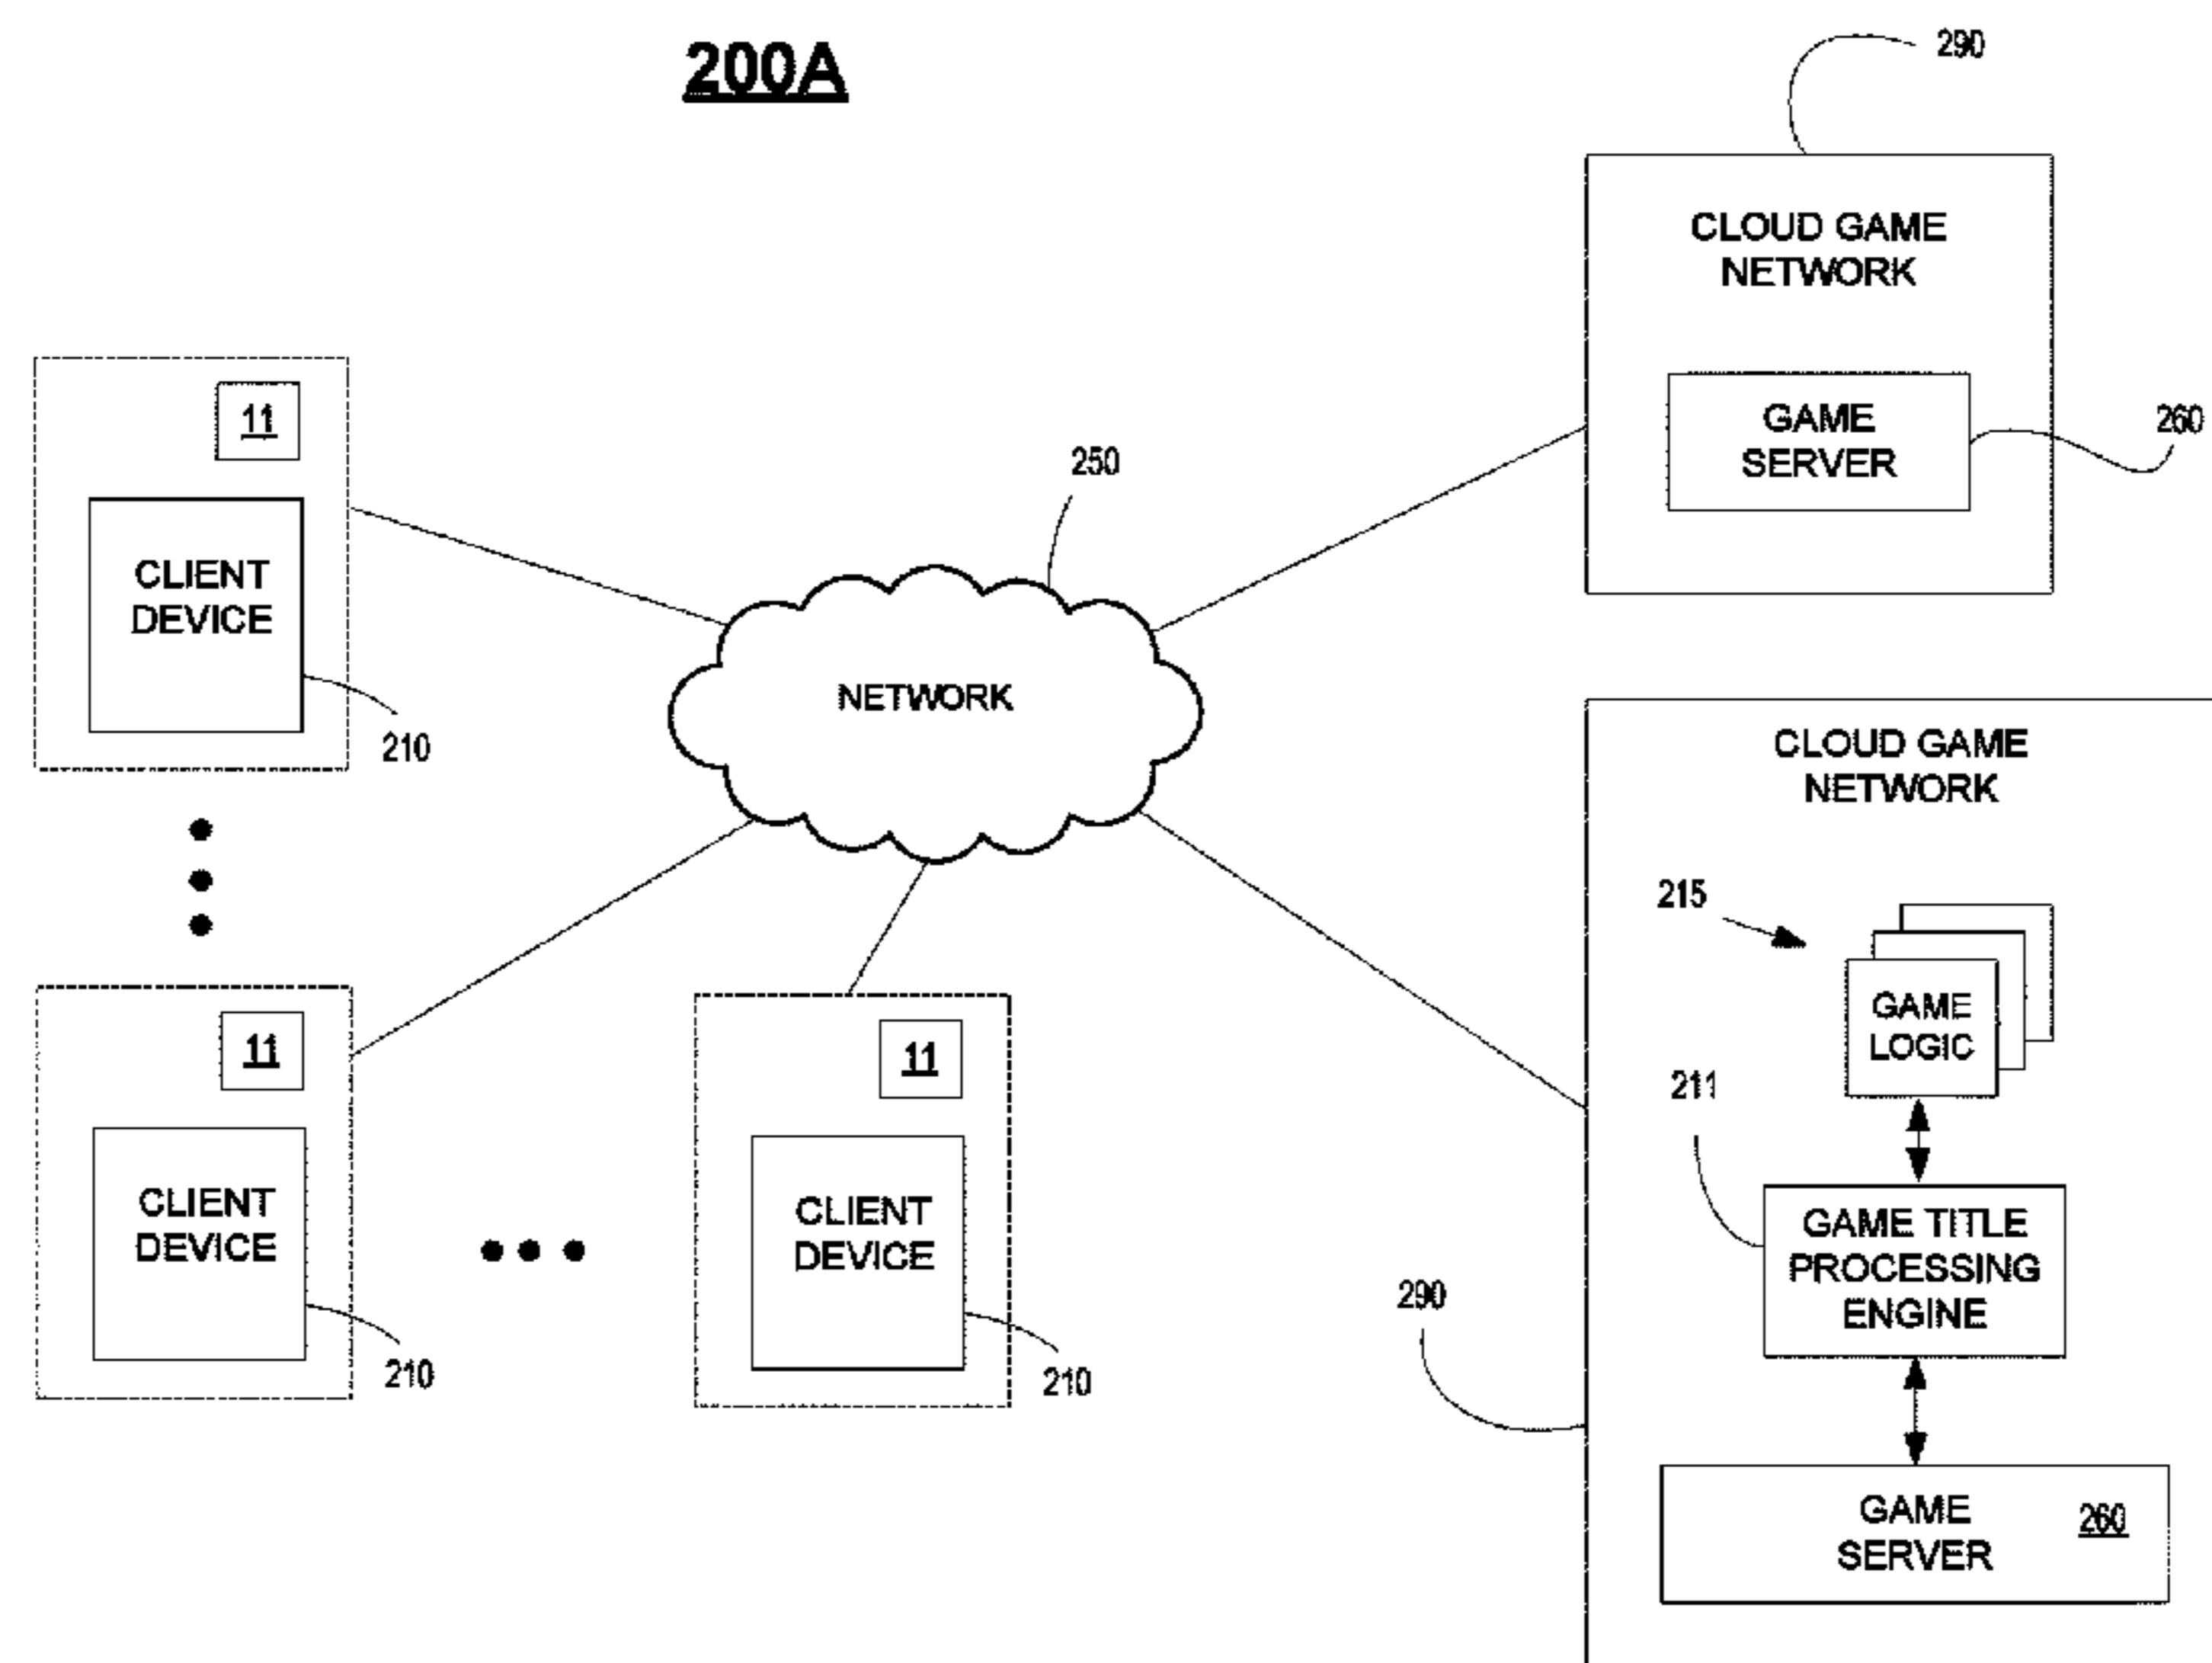 200A
290
CLOUD GAME
NETWORK
GAME
SERVER
260
11
CLIENT
DEVICE
210
250
NETWORK
CLOUD GAME
NETWORK
215
GAME
LOGIC
211
GAME TITLE
PROCESSING
ENGINE
290
GAME
SERVER
260
11
CLIENT
DEVICE
210
11
CLIENT
DEVICE
210